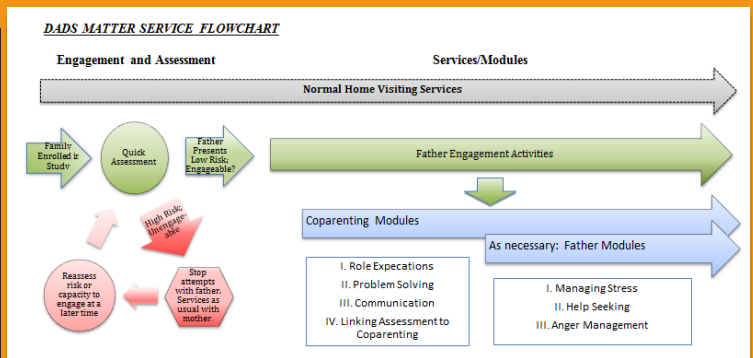 DADS MATTER SERVICE FLOWCHART
Engagement and Assessment
Services/Modules
Normal Home Visiting Services
Family
Enrolled in
Study
Quick
Assessment
Father
Presents
Low Risk;
Engageable?
Father Engagement Activities
High Risk;
Unengage-
able
Coparenting Modules
As necessary: Father Modules
Reassess
risk or
capacity to
engage at a
later time
Stop
attempts
with father.
Services as
usual with
mother.
I. Role Expecations
II. Problem Solving
III. Communication
IV. Linking Assessment to
Coparenting
I. Managing Stress
II. Help Seeking
III. Anger Management